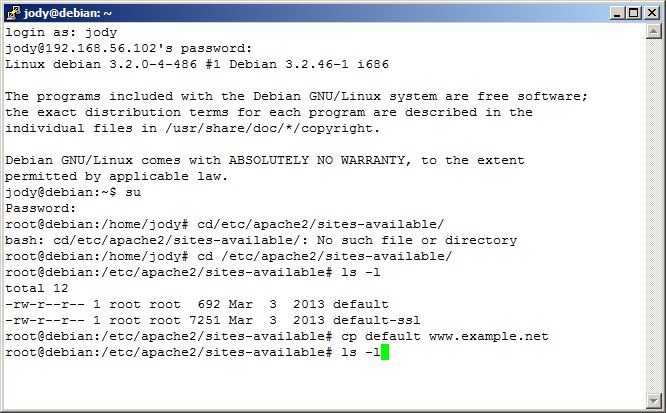 jody@debian: ~
login as: jody
jody@192.168.56.102's password:
Linux debian 3.2.0-4-486 #1 Debian 3.2.46-1 i686
The programs included with the Debian GNU/Linux system are free software;
the exact distribution terms for each program are described in the
individual files in /usr/share/doc/*/copyright.
Debian GNU/Linux comes with ABSOLUTELY NO WARRANTY, to the extent
permitted by applicable law.
jody@debian:~$ su
Password:
root@debian:/home/jody# cd/etc/apache2/sites-available/
bash: cd/etc/apache2/sites-available/: No such file or directory
root@debian:/home/jody# cd /etc/apache2/sites-available/
root@debian:/etc/apache2/sites-available# ls -l
total 12
-rw-r--r-- 1 root root  692 Mar  3  2013 default
-rw-r--r-- 1 root root 7251 Mar  3  2013 default-ssl
root@debian:/etc/apache2/sites-available# cp default www.example.net
root@debian:/etc/apache2/sites-available# ls -l